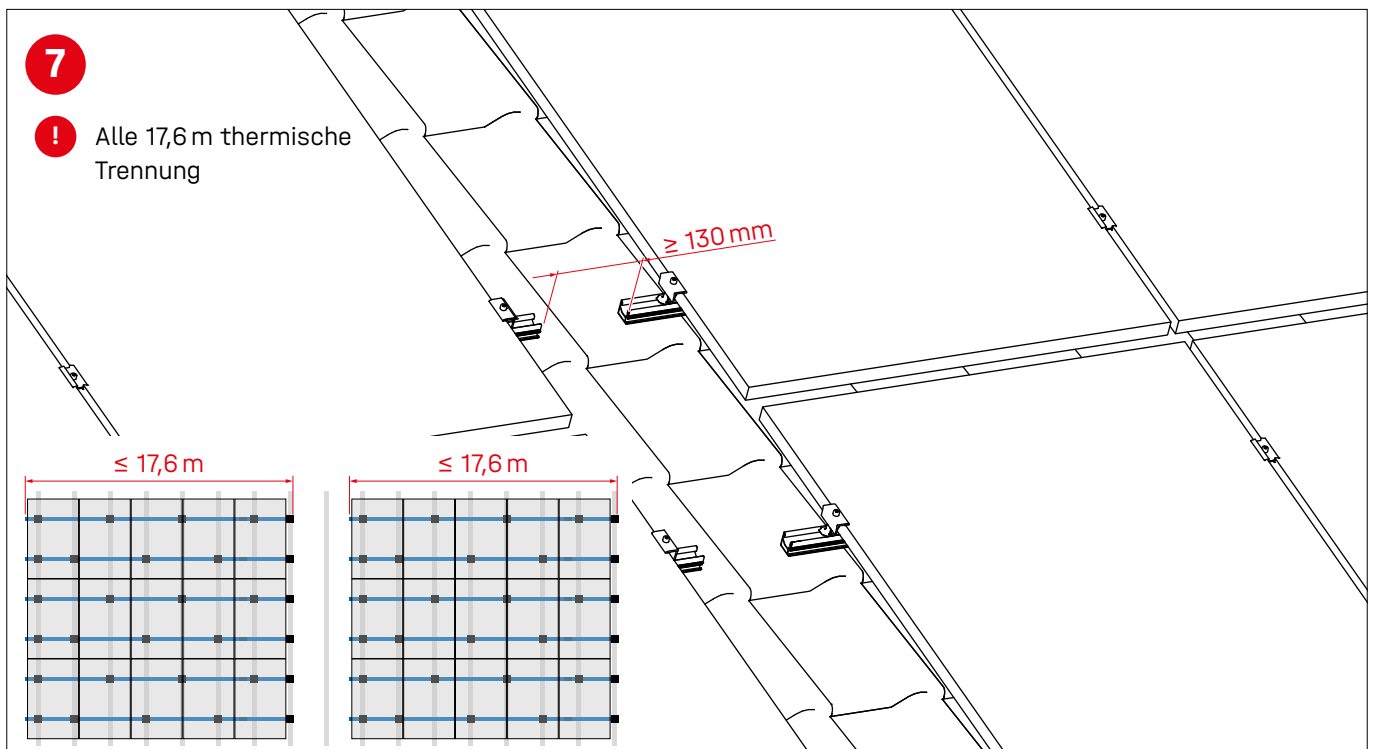 7
! Alle 17,6 m thermische
Trennung
≥ 130 mm
≤ 17,6 m
≤ 17,6 m